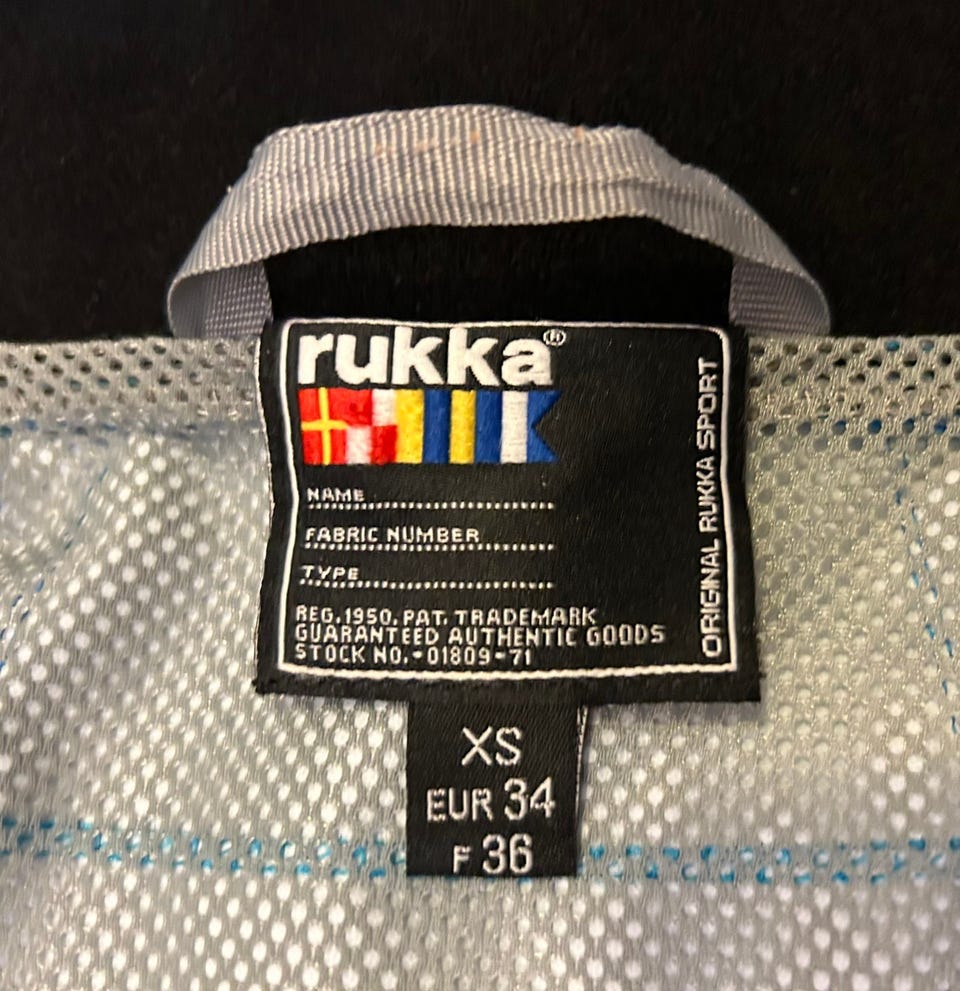 rukka®
NAME
FABRIC NUMBER
TYPE
REG. 1950. PAT. TRADEMARK
GUARANTEED AUTHENTIC GOODS
STOCK NO.-01809-71
ORIGINAL RUKKA SPORT
XS
EUR 34
F 36